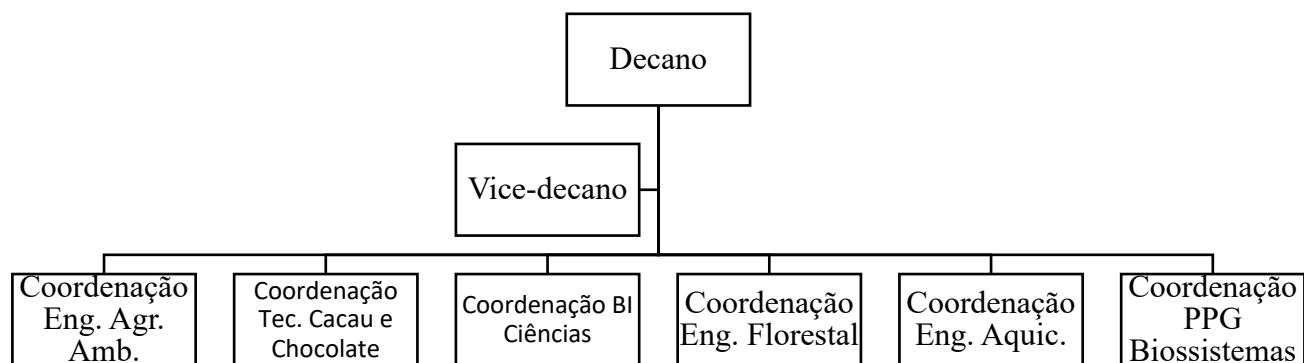 Decano
Vice-decano
Coordenação
Eng. Agr.
Amb.
Coordenação
Tec. Cacau e
Chocolate
Coordenação BI
Ciências
Coordenação
Eng. Florestal
Coordenação
Eng. Aquic.
Coordenação
PPG
Biossistemas